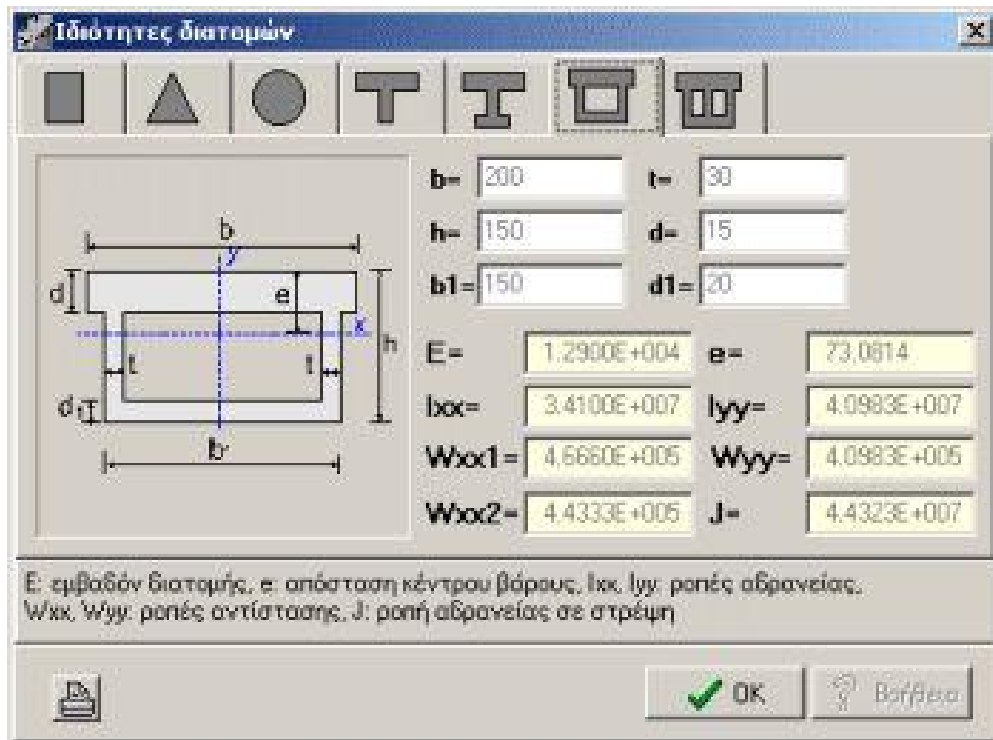 Ιδιότητες διατομών
b= 200 t= 30
h= 150 d= 15
b1= 150 d1= 20
b
y
d
e
x
h
t t
d1
b'
E= 1.2900E+004 e= 73,0814
Ixx= 3.4100E+007 Iyy= 4.0983E+007
Wxx1= 4.6660E+005 Wyy= 4.0983E+005
Wxx2= 4.4333E+005 J= 4.4323E+007
E: εμβαδόν διατομής, e: απόσταση κέντρου βάρους, Ixx, Iyy: ροπές αδρανείας,
Wxx, Wyy: ροπές αντίστασης, J: ροπή αδρανείας σε στρέψη
OK ? Βοήθεια